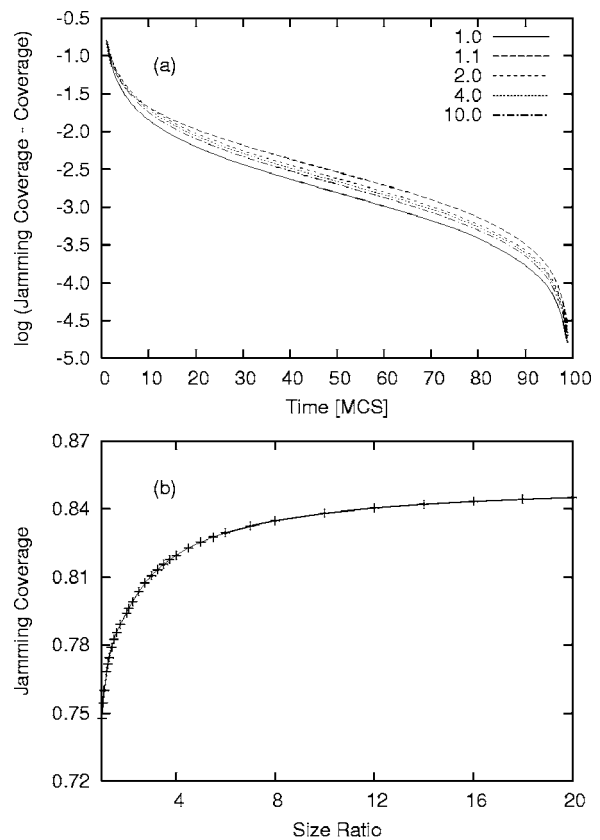 -0.5
-1.0
-1.5
-2.0
-2.5
-3.0
-3.5
-4.0
-4.5
-5.0
log (Jamming Coverage - Coverage)
(a)
1.0
1.1
2.0
4.0
10.0
0 10 20 30 40 50 60 70 80 90 100
Time [MCS]
0.87
0.84
0.81
0.78
0.75
0.72
Jamming Coverage
(b)
4 8 12 16 20
Size Ratio